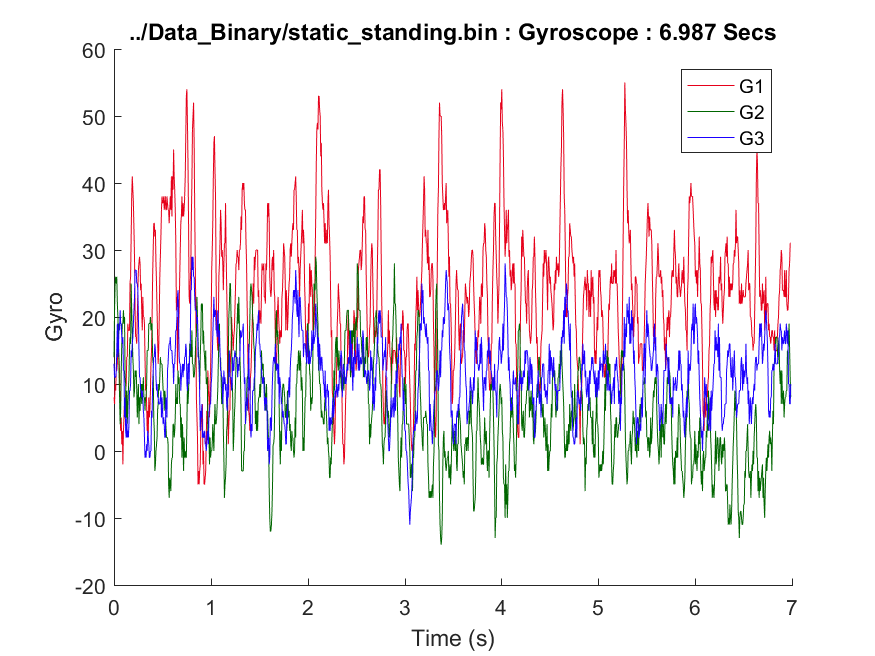 ../Data_Binary/static_standing.bin : Gyroscope : 6.987 Secs
60
50
40
30
20
10
0
-10
-20
Gyro
G1
G2
G3
0 1 2 3 4 5 6 7
Time (s)